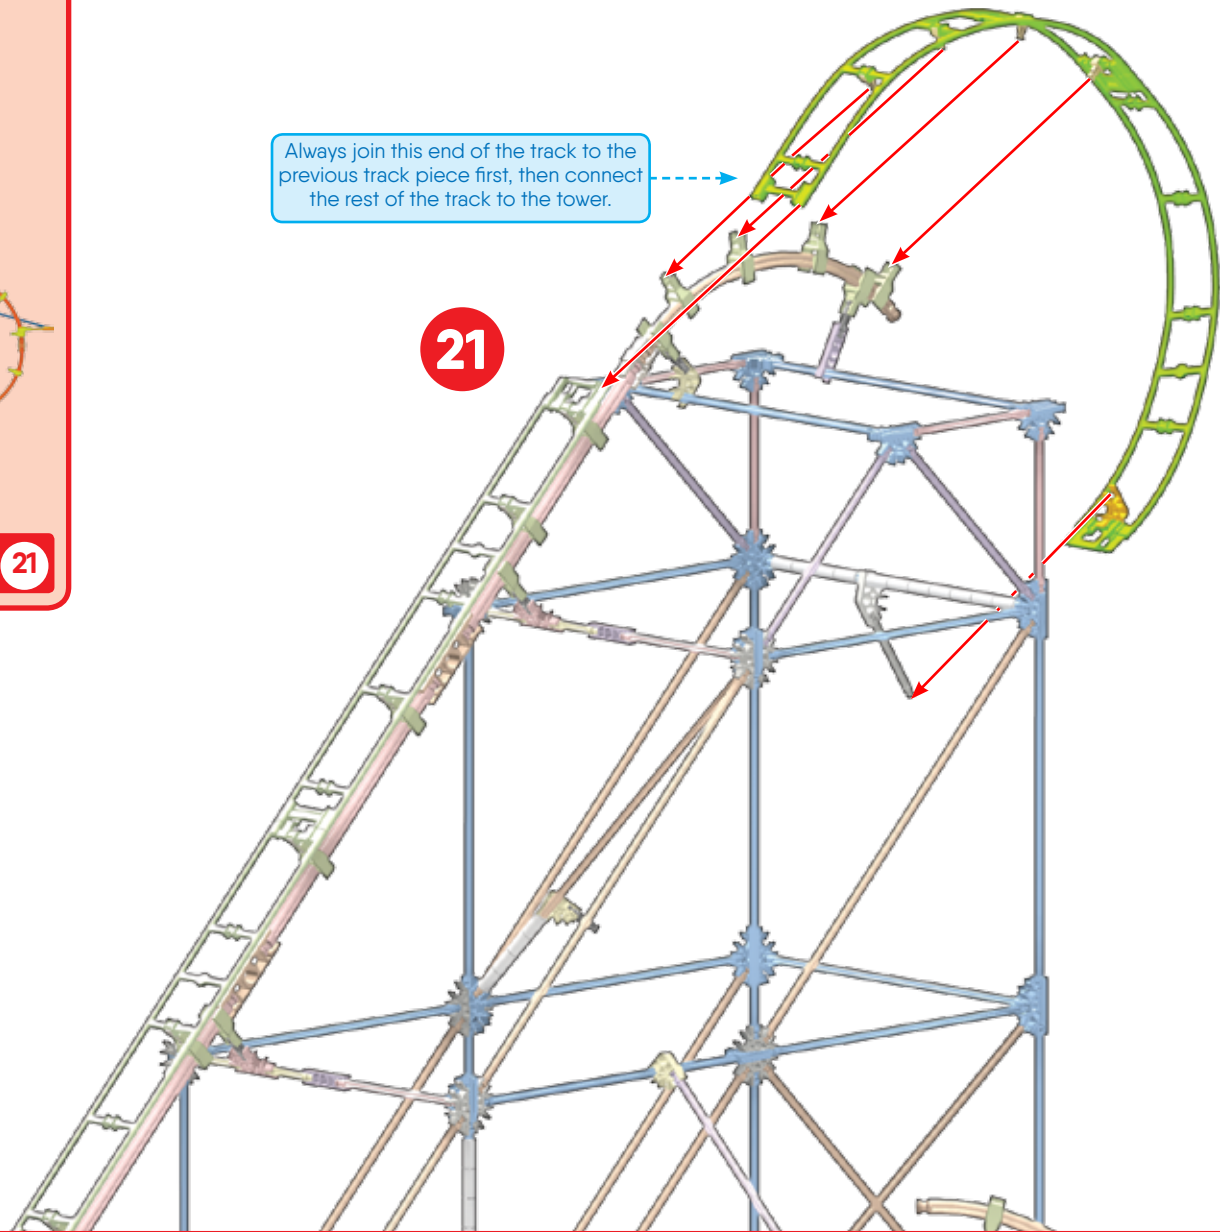 Always join this end of the track to the
previous track piece first, then connect
the rest of the track to the tower.
21
21